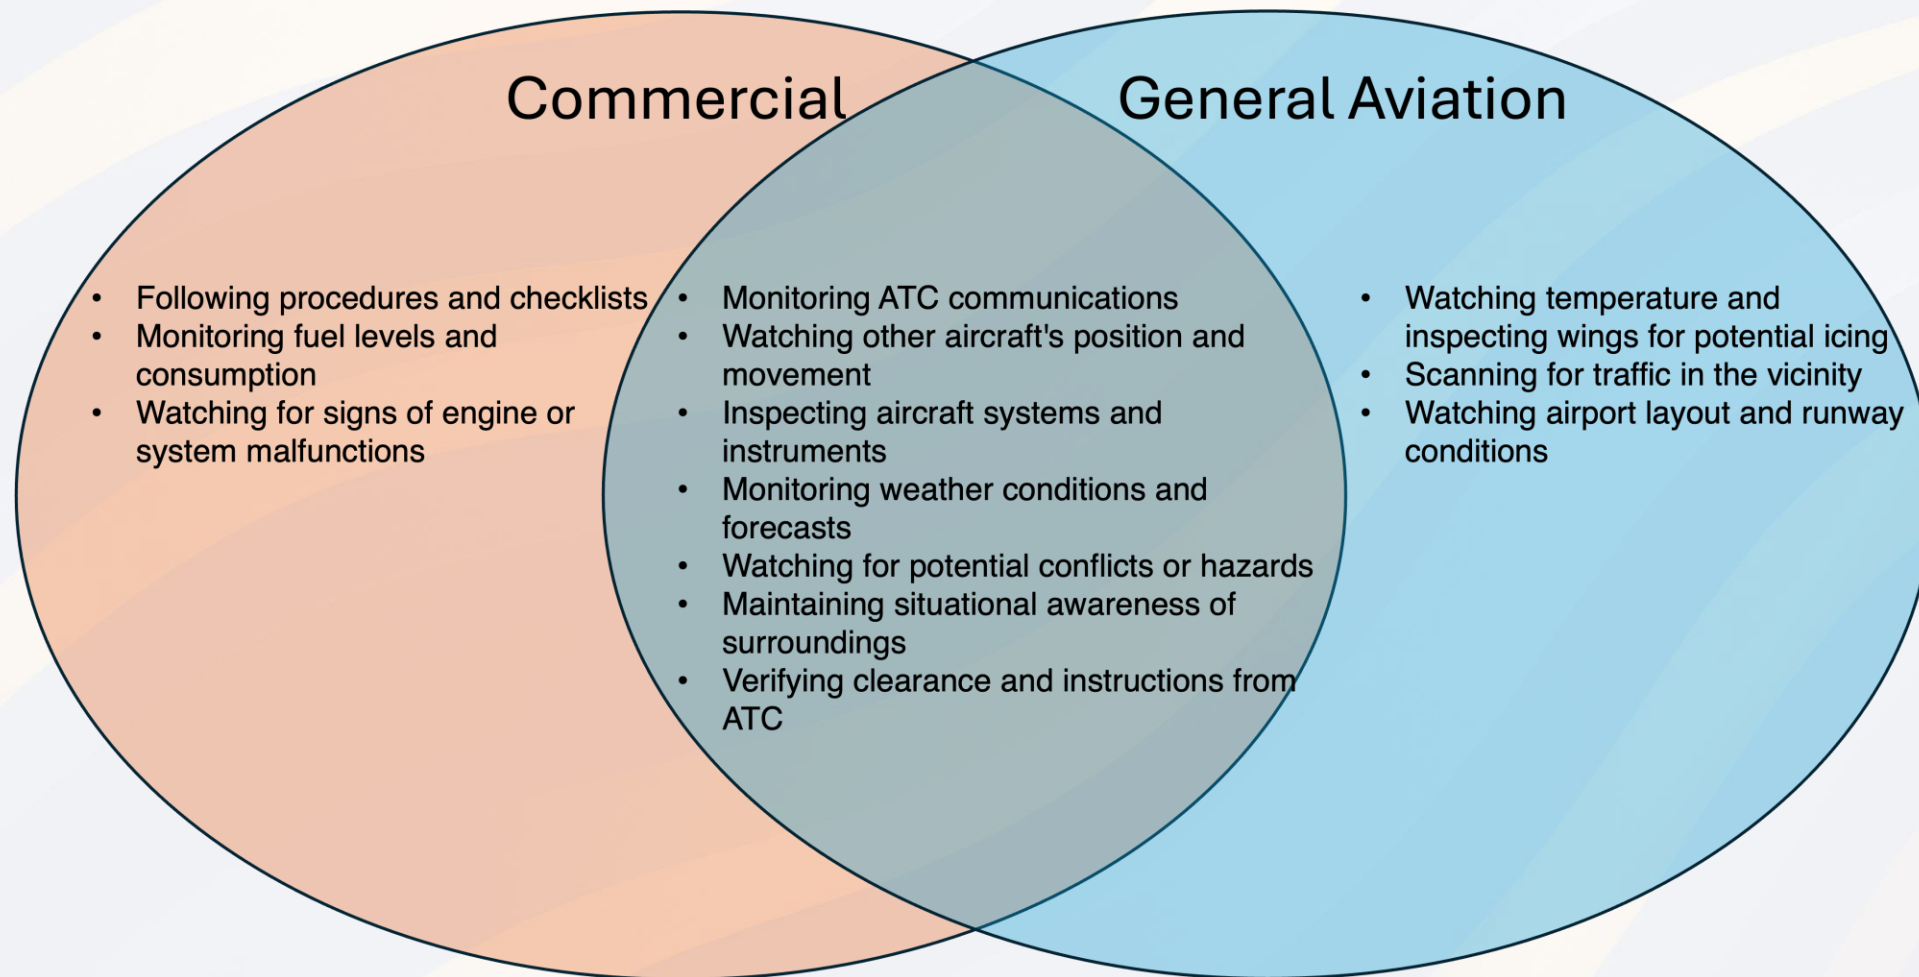 Commercial
General Aviation
• Following procedures and checklists
• Monitoring fuel levels and
consumption
• Watching for signs of engine or
system malfunctions
• Monitoring ATC communications
• Watching other aircraft's position and
movement
• Inspecting aircraft systems and
instruments
• Monitoring weather conditions and
forecasts
• Watching for potential conflicts or hazards
• Maintaining situational awareness of
surroundings
• Verifying clearance and instructions from
ATC
• Watching temperature and
inspecting wings for potential icing
• Scanning for traffic in the vicinity
• Watching airport layout and runway
conditions